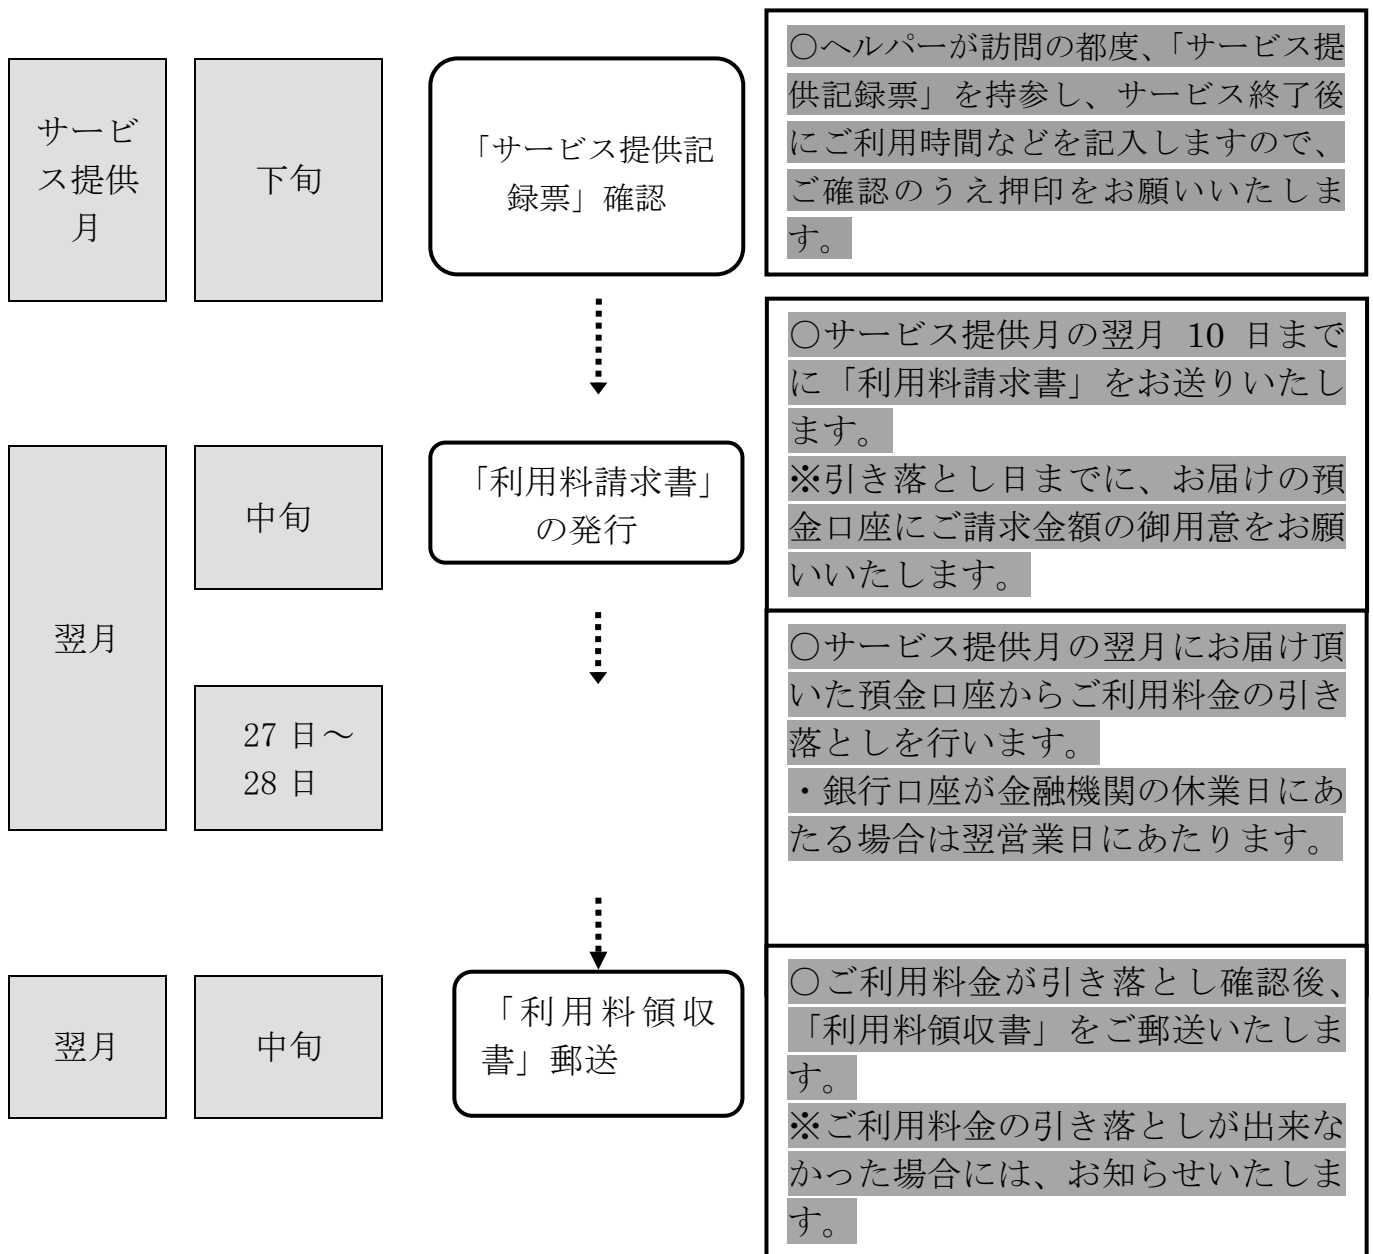 サービ
ス提供
月
下旬
「サービス提供記
録票」確認
○ヘルパーが訪問の都度、「サービス提
供記録票」を持参し、サービス終了後
にご利用時間などを記入しますので、
ご確認のうえ押印をお願いいたしま
す。
翌月
中旬
「利用料請求書」
の発行
○サービス提供月の翌月 10 日まで
に「利用料請求書」をお送りいたし
ます。
※引き落とし日までに、お届けの預
金口座にご請求金額の御用意をお願
いいたします。
27 日～
28 日
○サービス提供月の翌月にお届け頂
いた預金口座からご利用料金の引き
落としを行います。
・銀行口座が金融機関の休業日にあ
たる場合は翌営業日にあたります。
翌月
中旬
「利用料領収
書」郵送
○ご利用料金が引き落とし確認後、
「利用料領収書」をご郵送いたしま
す。
※ご利用料金の引き落としが出来な
かった場合には、お知らせいたしま
す。